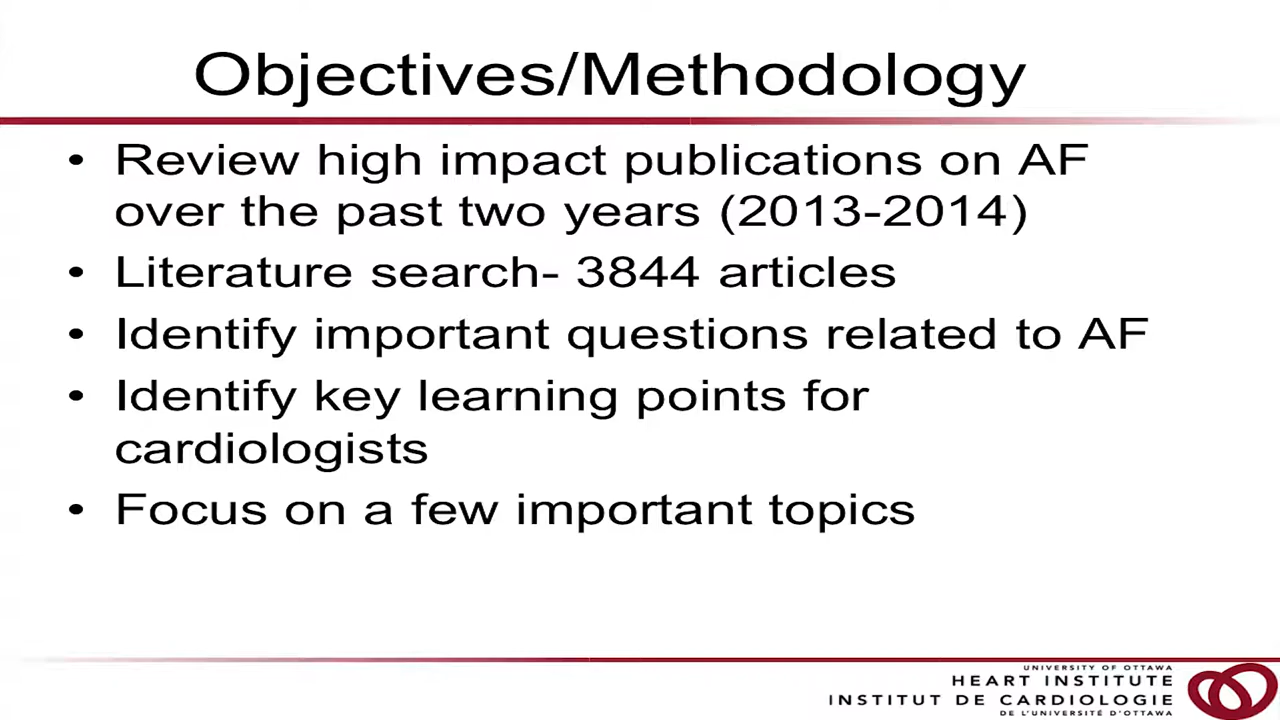 Objectives/Methodology
• Review high impact publications on AF
over the past two years (2013-2014)
• Literature search- 3844 articles
• Identify important questions related to AF
• Identify key learning points for
cardiologists
• Focus on a few important topics
UNIVERSITY OF OTTAWA
HEART INSTITUTE
INSTITUT DE CARDIOLOGIE
DE L'UNIVERSITÉ D'OTTAWA